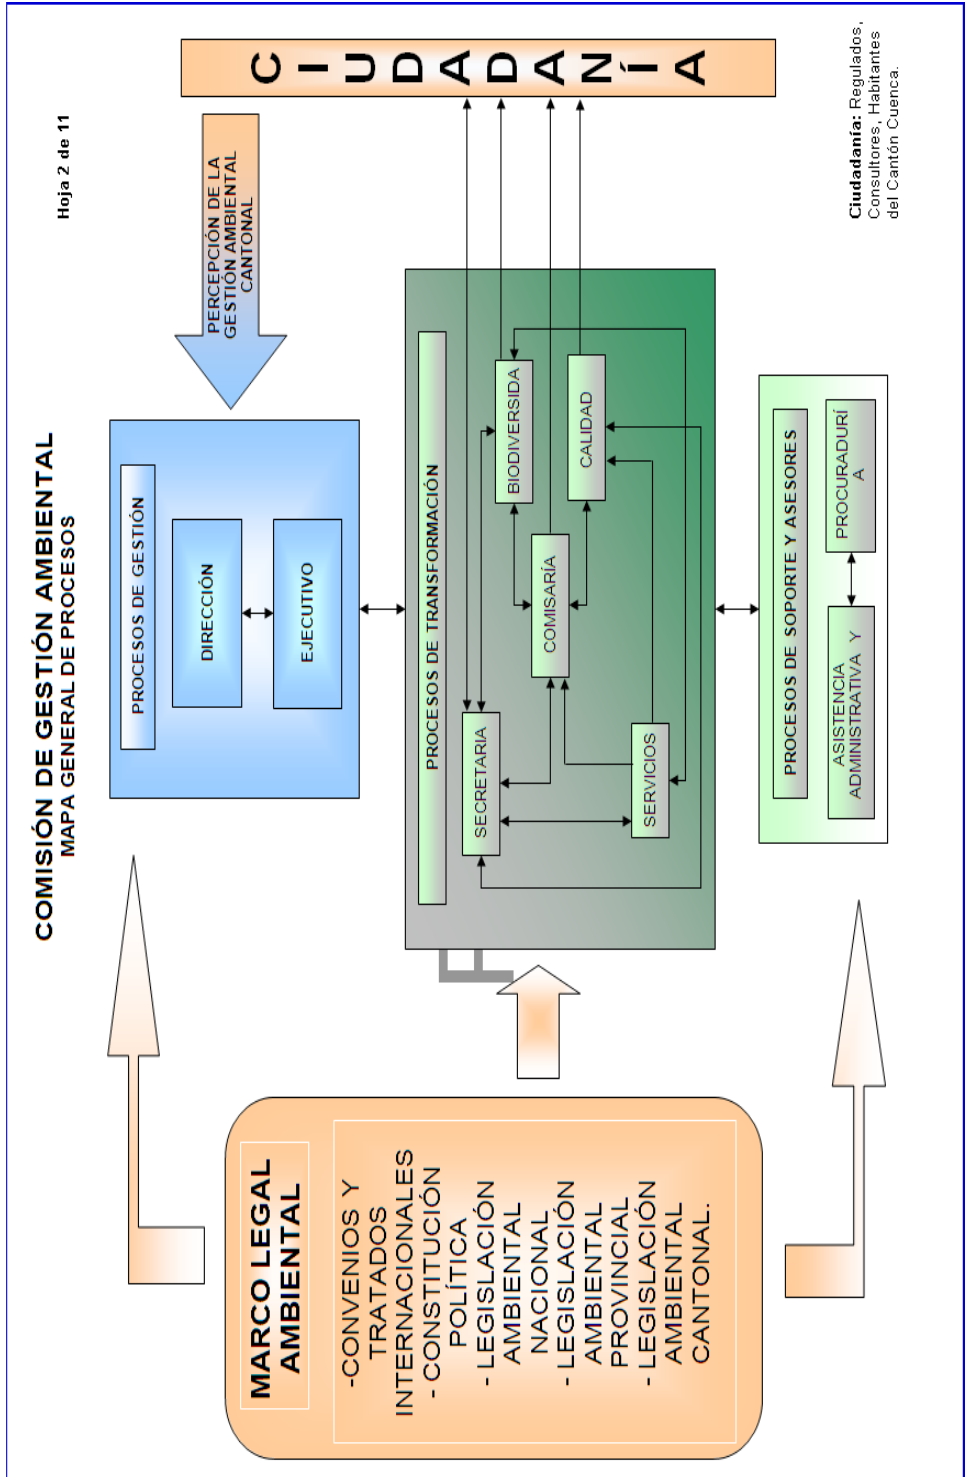 COMISIÓN DE GESTIÓN AMBIENTAL
MAPA GENERAL DE PROCESOS
Hoja 2 de 11
MARCO LEGAL
AMBIENTAL
-CONVENIOS Y
TRATADOS
INTERNACIONALES
- CONSTITUCIÓN
POLÍTICA
- LEGISLACIÓN
AMBIENTAL
NACIONAL
- LEGISLACIÓN
AMBIENTAL
PROVINCIAL
- LEGISLACIÓN
AMBIENTAL
CANTONAL.
PROCESOS DE GESTIÓN
DIRECCIÓN
EJECUTIVO
PERCEPCIÓN DE LA
GESTIÓN AMBIENTAL
CANTONAL
PROCESOS DE TRANSFORMACIÓN
SECRETARIA
BIODIVERSIDA
COMISARÍA
CALIDAD
SERVICIOS
PROCESOS DE SOPORTE Y ASESORES
ASISTENCIA
ADMINISTRATIVA Y
PROCURADURÍ
A
CIUDADANÍA
Ciudadanía: Regulados,
Consultores, Habitantes
del Cantón Cuenca.